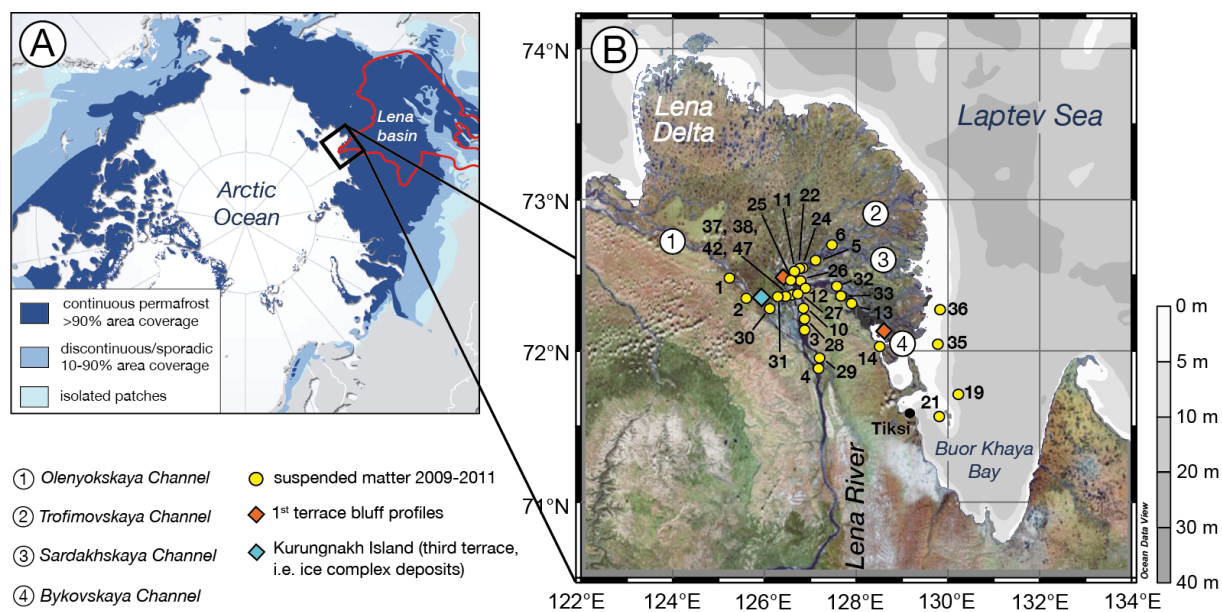 A
Lena
basin
Arctic
Ocean
continuous permafrost
>90% area coverage
discontinuous/sporadic
10-90% area coverage
isolated patches
1 Olenyokskaya Channel
2 Trofimovskaya Channel
3 Sardakhskaya Channel
4 Bykovskaya Channel
suspended matter 2009-2011
1st terrace bluff profiles
Kurungnakh Island (third terrace,
i.e. ice complex deposits)
B
74°N
73°N
72°N
71°N
Lena
Delta
Laptev Sea
11
22
25
24
37, 38,
42, 47
6
5
2
1
3
26
32
33
13
12
27
10
3
28
1
2
30
31
4
29
14
4
36
35
19
21
Tiksi
Buor Khaya
Bay
Lena River
Ocean Data View
122°E
124°E
126°E
128°E
130°E
132°E
134°E
0 m
5 m
10 m
20 m
30 m
40 m